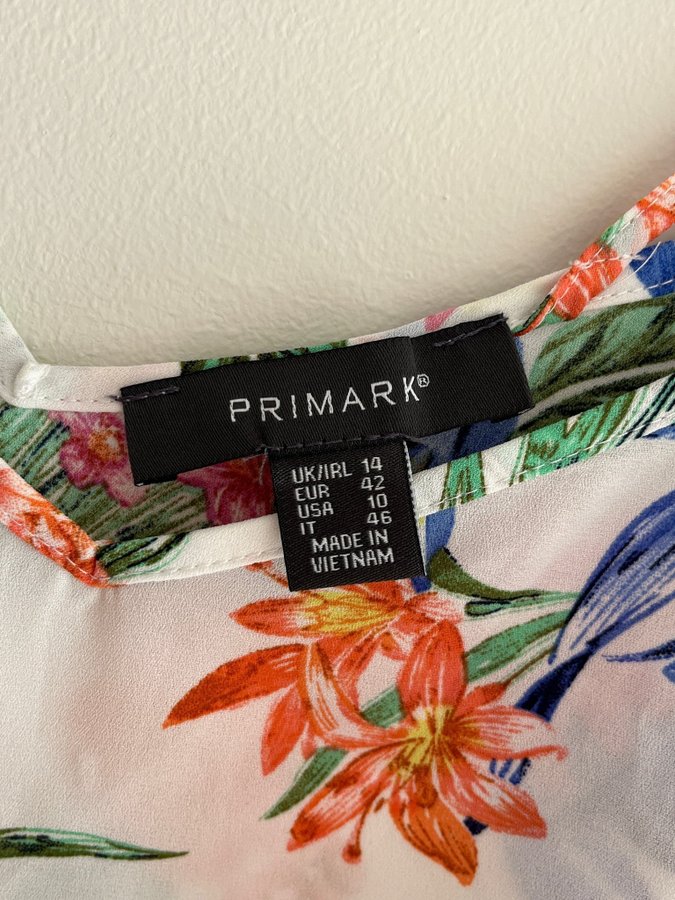 PRIMARK®
UK/IRL 14
EUR 42
USA 10
IT 46
MADE IN
VIETNAM